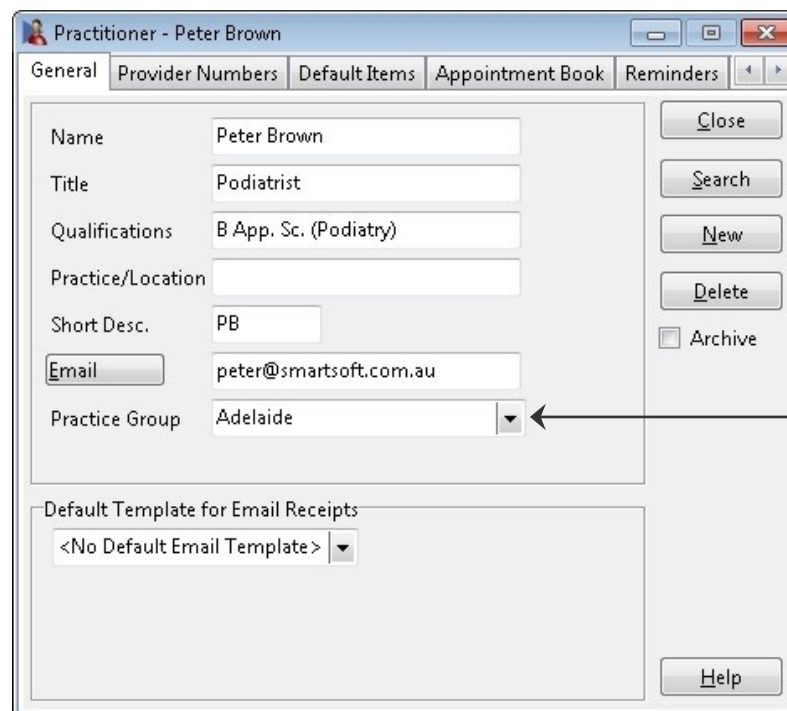 Practitioner - Peter Brown
General Provider Numbers Default Items Appointment Book Reminders
Name Peter Brown
Title Podiatrist
Qualifications B App. Sc. (Podiatry)
Practice/Location
Short Desc. PB
Email peter@smartsoft.com.au
Practice Group Adelaide
Close
Search
New
Delete
Archive
Default Template for Email Receipts
<No Default Email Template>
Help